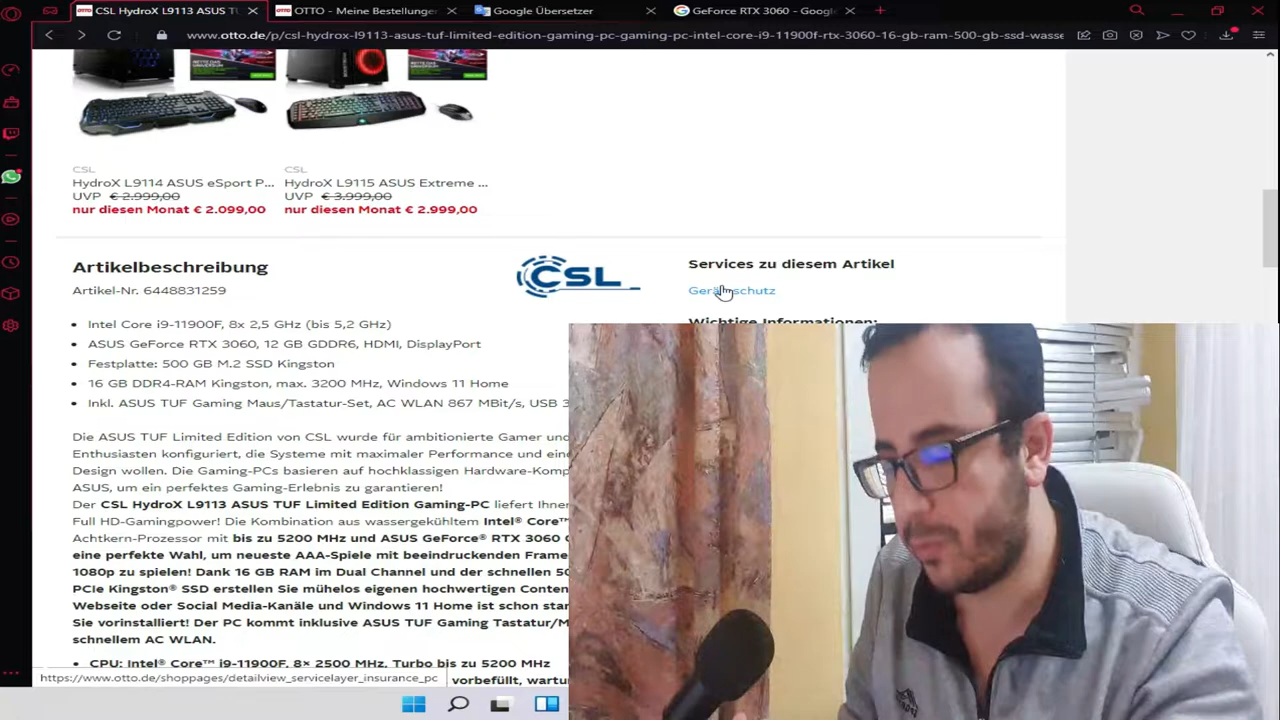 CSL HydroX L9113 ASUS TU
OTTO - Meine Bestellunge
Google Übersetzer
GeForce RTX 3060 - Googl
www.otto.de/p/csl-hydrox-l9113-asus-tuf-limited-edition-gaming-pc-gaming-pc-intel-core-i9-11900f-rtx-3060-16-gb-ram-500-gb-ssd-wasse
CSL
CSL
HydroX L9114 ASUS eSport P...
HydroX L9115 ASUS Extreme ...
UVP € 2.999,00
UVP € 3.999,00
nur diesen Monat € 2.099,00
nur diesen Monat € 2.999,00
Artikelbeschreibung
CSL
Services zu diesem Artikel
Artikel-Nr. 6448831259
Geräteschutz
Wichtige Informationen:
Intel Core i9-11900F, 8x 2,5 GHz (bis 5,2 GHz)
ASUS GeForce RTX 3060, 12 GB GDDR6, HDMI, DisplayPort
Festplatte: 500 GB M.2 SSD Kingston
16 GB DDR4-RAM Kingston, max. 3200 MHz, Windows 11 Home
Inkl. ASUS TUF Gaming Maus/Tastatur-Set, AC WLAN 867 MBit/s, USB 3
Die ASUS TUF Limited Edition von CSL wurde für ambitionierte Gamer und
Enthusiasten konfiguriert, die Systeme mit maximaler Performance und eine
Design wollen. Die Gaming-PCs basieren auf hochklassigen Hardware-Komp
ASUS, um ein perfektes Gaming-Erlebnis zu garantieren!
Der CSL HydroX L9113 ASUS TUF Limited Edition Gaming-PC liefert Ihnen
Full HD-Gamingpower! Die Kombination aus wassergekühltem Intel® Core™
Achtkern-Prozessor mit bis zu 5200 MHz und ASUS GeForce® RTX 3060
eine perfekte Wahl, um neueste AAA-Spiele mit beeindruckenden Frame
1080p zu spielen! Dank 16 GB RAM im Dual Channel und der schnellen 50
PCIe Kingston® SSD erstellen Sie mühelos eigenen hochwertigen Conten
Webseite oder Social Media-Kanäle und Windows 11 Home ist schon star
Sie vorinstalliert! Der PC kommt inklusive ASUS TUF Gaming Tastatur/M
schnellem AC WLAN.
CPU: Intel® Core™ i9-11900F, 8× 2500 MHz, Turbo bis zu 5200 MHz
https://www.otto.de/shoppages/detailview_servicelayer_insurance_pc
vorbefüllt, wartu